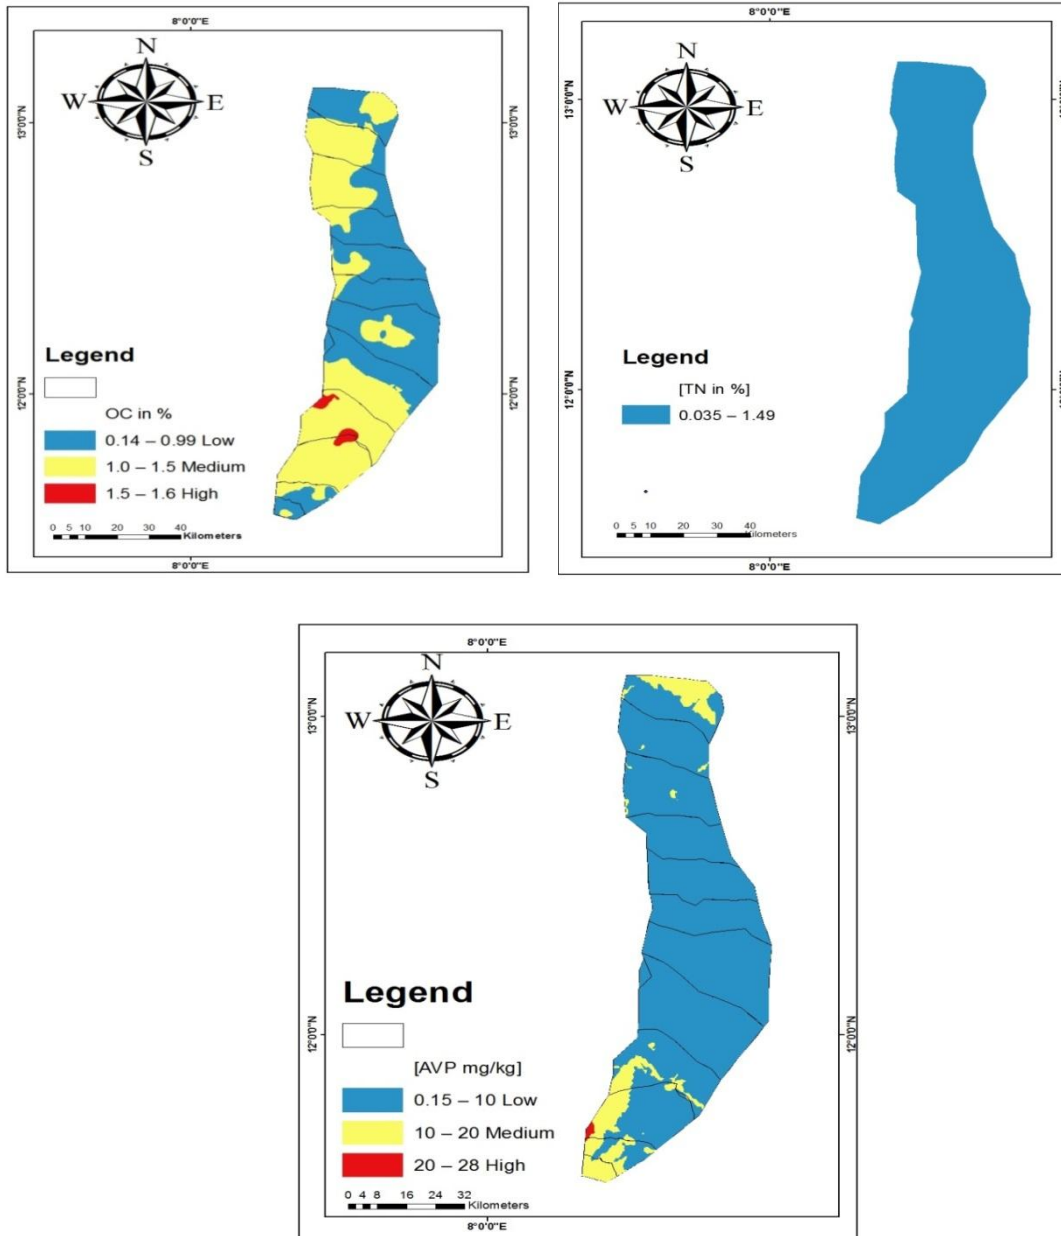 8°0'0"E
N
W E
S
13°0'0"N
12°0'0"N
Legend
OC in %
0.14 – 0.99 Low
1.0 – 1.5 Medium
1.5 – 1.6 High
0 5 10 20 30 40
Kilometers
13°0'0"N
12°0'0"N
8°0'0"E
8°0'0"E
N
W E
S
13°0'0"N
12°0'0"N
Legend
[TN in %]
0.035 – 1.49
0 5 10 20 30 40
Kilometers
8°0'0"E
8°0'0"E
N
W E
S
13°0'0"N
12°0'0"N
Legend
[AVP mg/kg]
0.15 – 10 Low
10 – 20 Medium
20 – 28 High
0 4 8 16 24 32
Kilometers
13°0'0"N
12°0'0"N
8°0'0"E